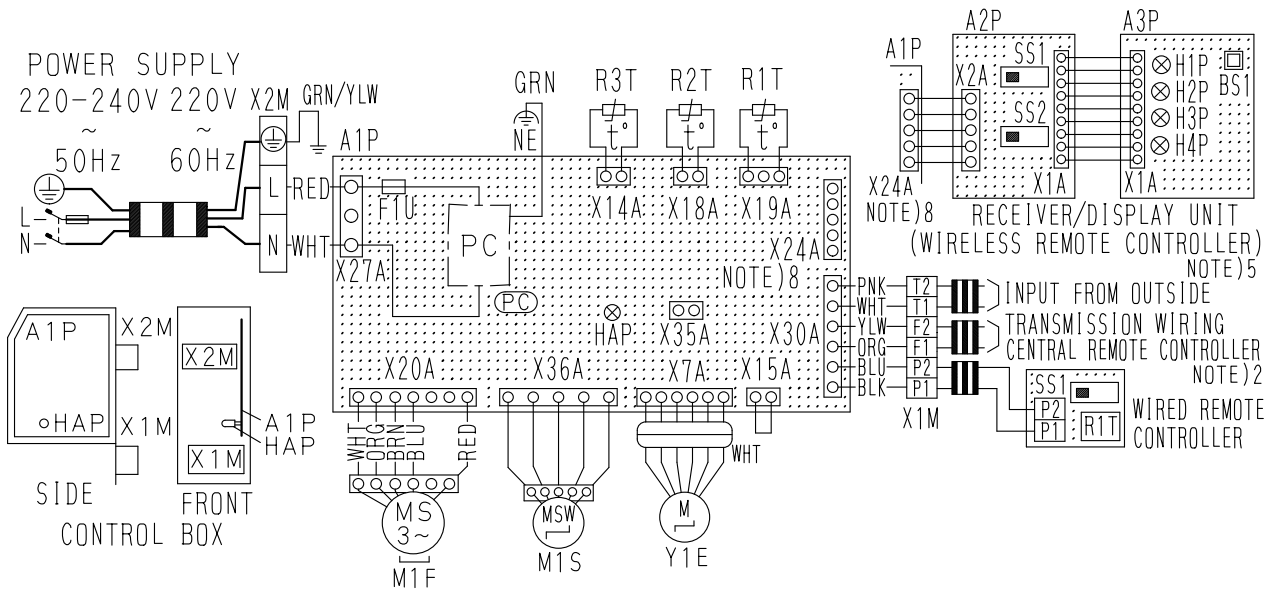 POWER SUPPLY
220-240V 220V
~ ~
50Hz 60Hz
X2M
GRN/YLW
L
N
L
N
RED
WHT
A1P
F1U
X27A
PC
PC
GRN
NE
R3T
R2T
R1T
t°
t°
t°
X14A
X18A
X19A
X24A
NOTE)8
HAP
X35A
X30A
X20A
X36A
X7A
X15A
WHT
ORG
BRN
BLU
RED
MS
3~
M1F
MSW
M1S
WHT
M
Y1E
PNK
WHT
YLW
ORG
BLU
BLK
T2
T1
F2
F1
P2
P1
X1M
INPUT FROM OUTSIDE
TRANSMISSION WIRING
CENTRAL REMOTE CONTROLLER
NOTE)2
SS1
P2
P1
R1T
WIRED REMOTE
CONTROLLER
A1P
X24A
NOTE)8
A2P
X2A
SS1
SS2
X1A
A3P
H1P
H2P
H3P
H4P
BS1
X1A
RECEIVER/DISPLAY UNIT
(WIRELESS REMOTE CONTROLLER)
NOTE)5
A1P
HAP
X2M
X1M
SIDE
X2M
X1M
A1P
HAP
FRONT
CONTROL BOX